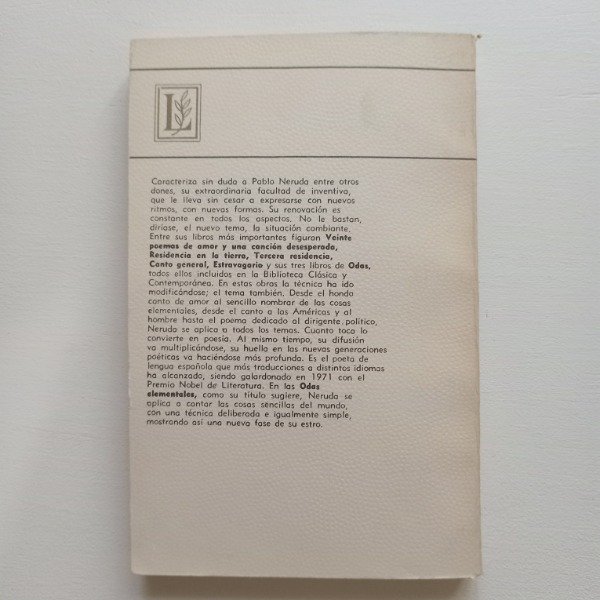 L
Caracteriza sin duda a Pablo Neruda entre otros
dones, su extraordinaria facultad de inventiva,
que le lleva sin cesar a expresarse con nuevos
ritmos, con nuevas formas. Su renovación es
constante en todos los aspectos. No le bastan,
diríase, el nuevo tema, la situación cambiante.
Entre sus libros más importantes figuran Veinte
poemas de amor y una canción desesperada,
Residencia en la tierra, Tercera residencia,
Canto general, Estravagario y sus tres libros de Odas,
todos ellos incluidos en la Biblioteca Clásica y
Contemporánea. En estas obras la técnica ha ido
modificándose; el tema también. Desde el hondo
canto de amor al sencillo nombrar de las cosas
elementales, desde el canto a las Américas y al
hombre hasta el poema dedicado al dirigente político,
Neruda se aplica a todos los temas. Cuanto toca lo
convierte en poesía. Al mismo tiempo, su difusión
va multiplicándose, su huella en las nuevas generaciones
poéticas va haciéndose más profunda. Es el poeta de
lengua española que más traducciones a distintos idiomas
ha alcanzado, siendo galardonado en 1971 con el
Premio Nobel de Literatura. En las Odas
elementales, como su título sugiere, Neruda se
aplica a cantar las cosas sencillas del mundo,
con una técnica deliberada e igualmente simple,
mostrando así una nueva fase de su estro.